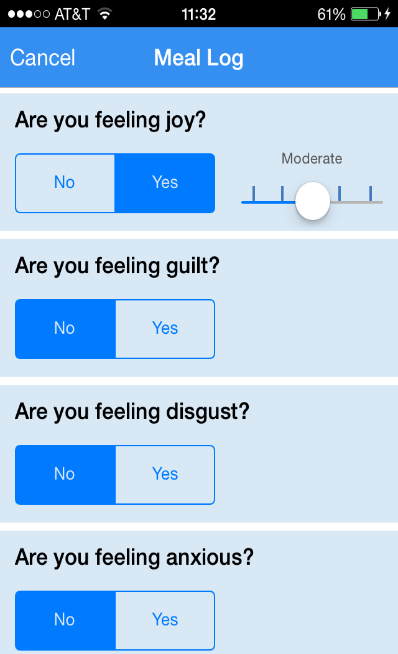 AT&T 11:32 61%
Cancel Meal Log
Are you feeling joy?
Moderate
No Yes
Are you feeling guilt?
No Yes
Are you feeling disgust?
No Yes
Are you feeling anxious?
No Yes